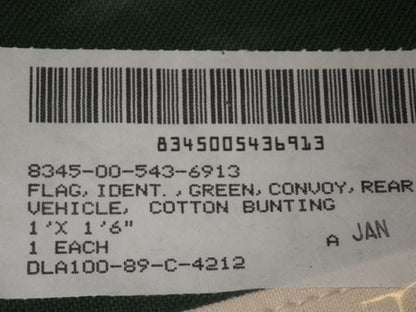 8345005436913
8345-00-543-6913
FLAG, IDENT. , GREEN, CONVOY, REAR
VEHICLE, COTTON BUNTING
1'X 1'6"
1 EACH A JAN
DLA100-89-C-4212